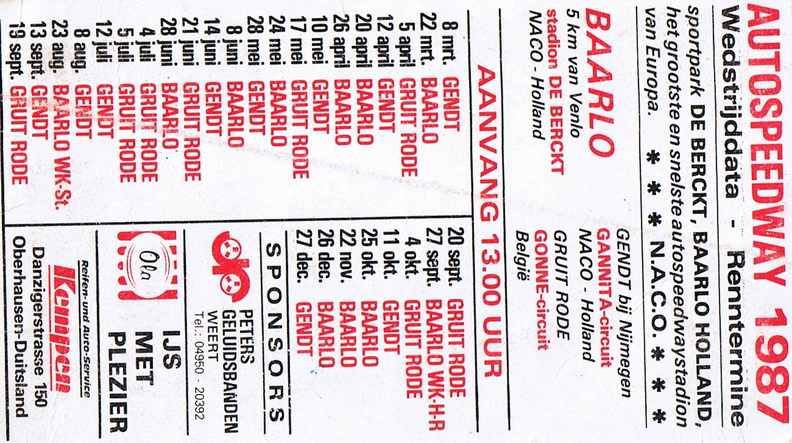 AUTOSPEEDWAY 1987
Wedstrijddata - Renntermine
sportpark DE BERCKT, BAARLO HOLLAND,
het grootste en snelste autospeedwaystadion
van Europa. * * * N.A.C.O. * * *
BAARLO
5 km van Venlo
stadion DE BERCKT
NACO - Holland
GENDT bij Nijmegen
GANNITA-circuit
NACO - Holland
GRUIT RODE
GONNE-circuit
België
AANVANG 13.00 UUR
8 mrt. GENDT
22 mrt. BAARLO
5 april GRUIT RODE
12 april GENDT
20 april BAARLO
26 april BAARLO
10 mei GENDT
17 mei GRUIT RODE
24 mei BAARLO
28 mei GENDT
8 juni BAARLO
14 juni GENDT
21 juni GRUIT RODE
28 juni BAARLO
4 juli GRUIT RODE
5 juli GRUIT RODE
12 juli GENDT
8 aug. GENDT
23 aug. BAARLO WK-St.
13 sept. GENDT
19 sept. GRUIT RODE
20 sept. GRUIT RODE
27 sept. BAARLO WK-H-R
4 okt. GRUIT RODE
11 okt. GENDT
25 okt. BAARLO
22 nov. BAARLO
26 dec. BAARLO
27 dec. GENDT
SPONSORS
PETERS
GELUIDSBANDEN
WEERT
Tel.: 04950 - 20392
Ola
IJS
MET
PLEZIER
Reifen-und Auto-Service
Kempen
Danzigerstrasse 150
Oberhausen-Duitsland